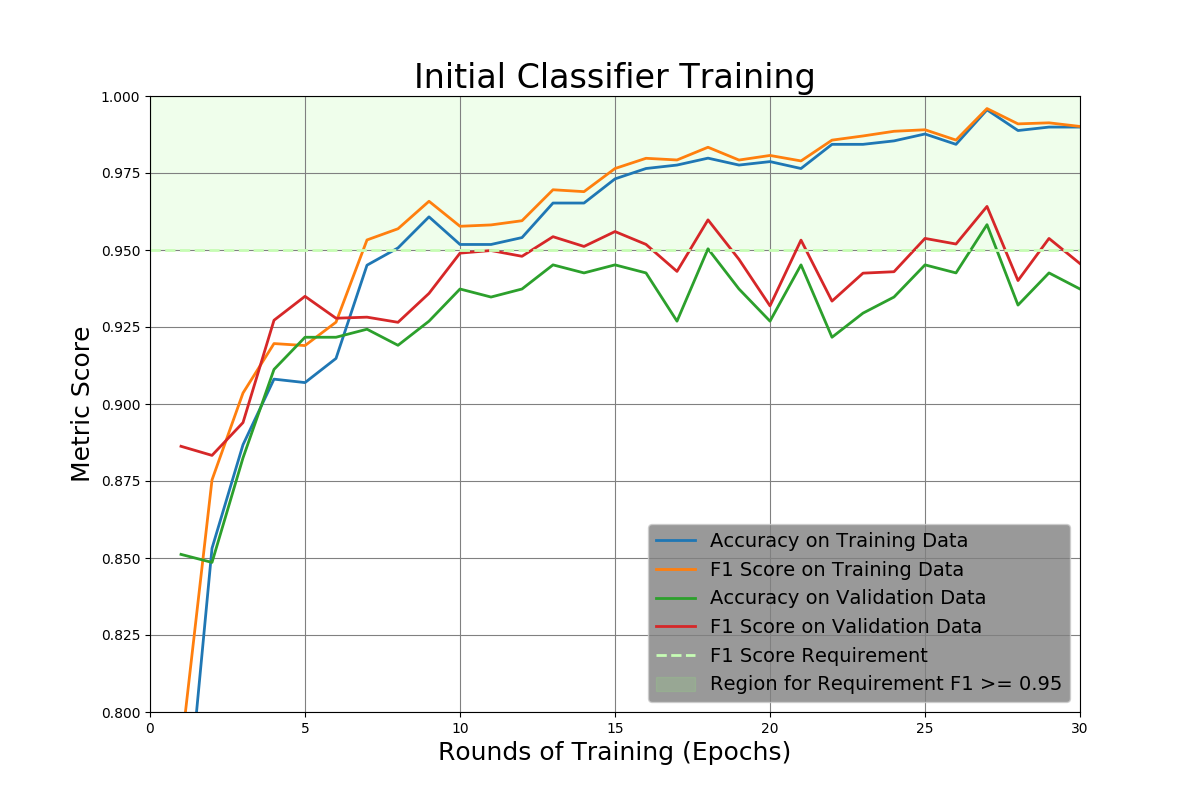 Initial Classifier Training
1.000
0.975
0.950
0.925
0.900
0.875
0.850
0.825
0.800
Metric Score
Accuracy on Training Data
F1 Score on Training Data
Accuracy on Validation Data
F1 Score on Validation Data
F1 Score Requirement
Region for Requirement F1 >= 0.95
0 5 10 15 20 25 30
Rounds of Training (Epochs)